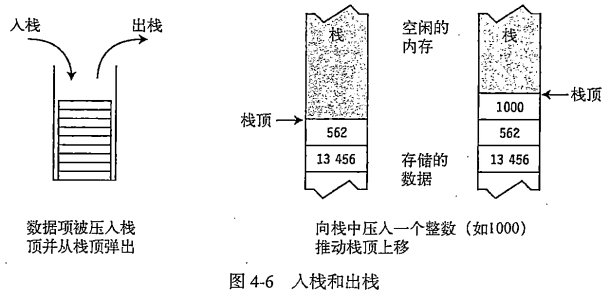 入栈
出栈
数据项被压入栈
顶并从栈顶弹出
栈
空闲的
内存
栈
栈顶
562
13 456
存储的
数据
栈顶
1000
562
13 456
向栈中压入一个整数（如1000）
推动栈顶上移
图 4-6 入栈和出栈